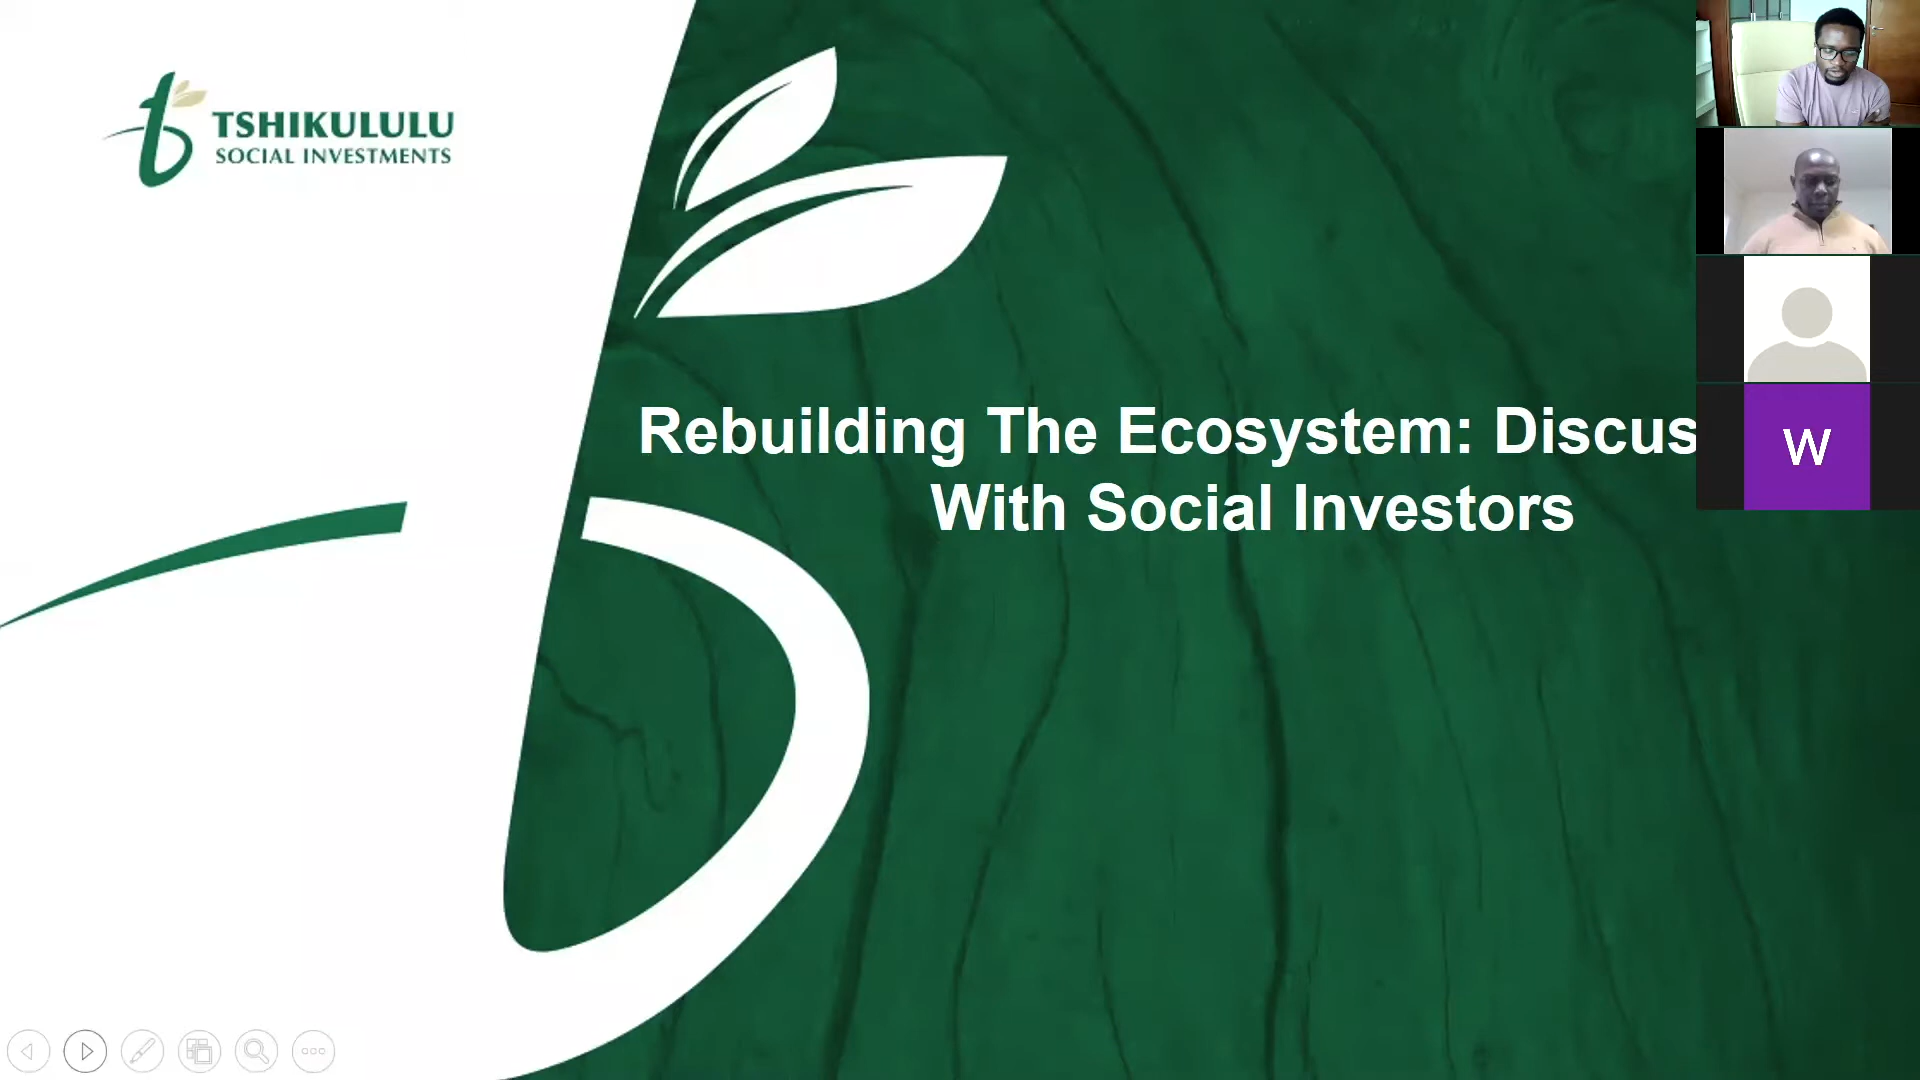 TSHIKULULU
SOCIAL INVESTMENTS
Rebuilding The Ecosystem: Discus
With Social Investors
W